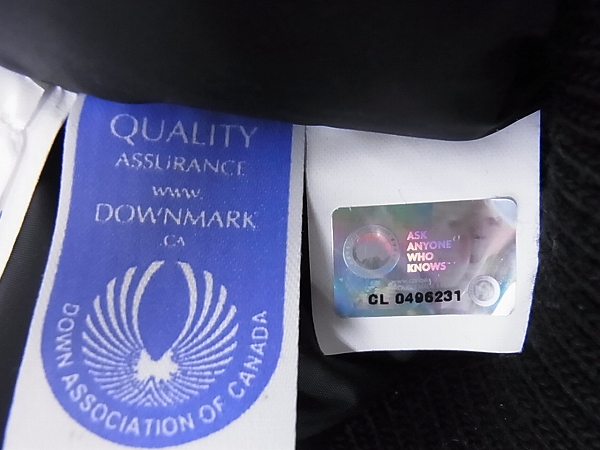 QUALITY
ASSURANCE
www.
DOWNMARK
.CA
DOWN ASSOCIATION OF CANADA
ASK
ANYONE
WHO
KNOWS
CL 0496231